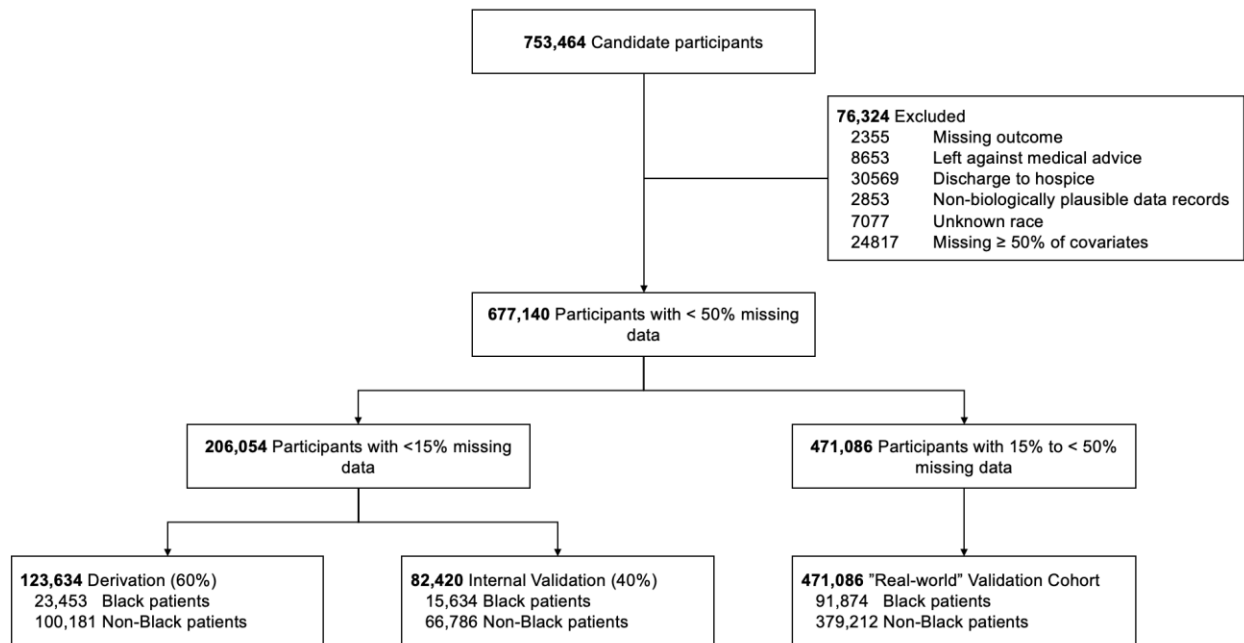 753,464 Candidate participants
76,324 Excluded
2355 Missing outcome
8653 Left against medical advice
30569 Discharge to hospice
2853 Non-biologically plausible data records
7077 Unknown race
24817 Missing ≥ 50% of covariates
677,140 Participants with < 50% missing
data
206,054 Participants with <15% missing
data
471,086 Participants with 15% to < 50%
missing data
123,634 Derivation (60%)
23,453 Black patients
100,181 Non-Black patients
82,420 Internal Validation (40%)
15,634 Black patients
66,786 Non-Black patients
471,086 "Real-world" Validation Cohort
91,874 Black patients
379,212 Non-Black patients